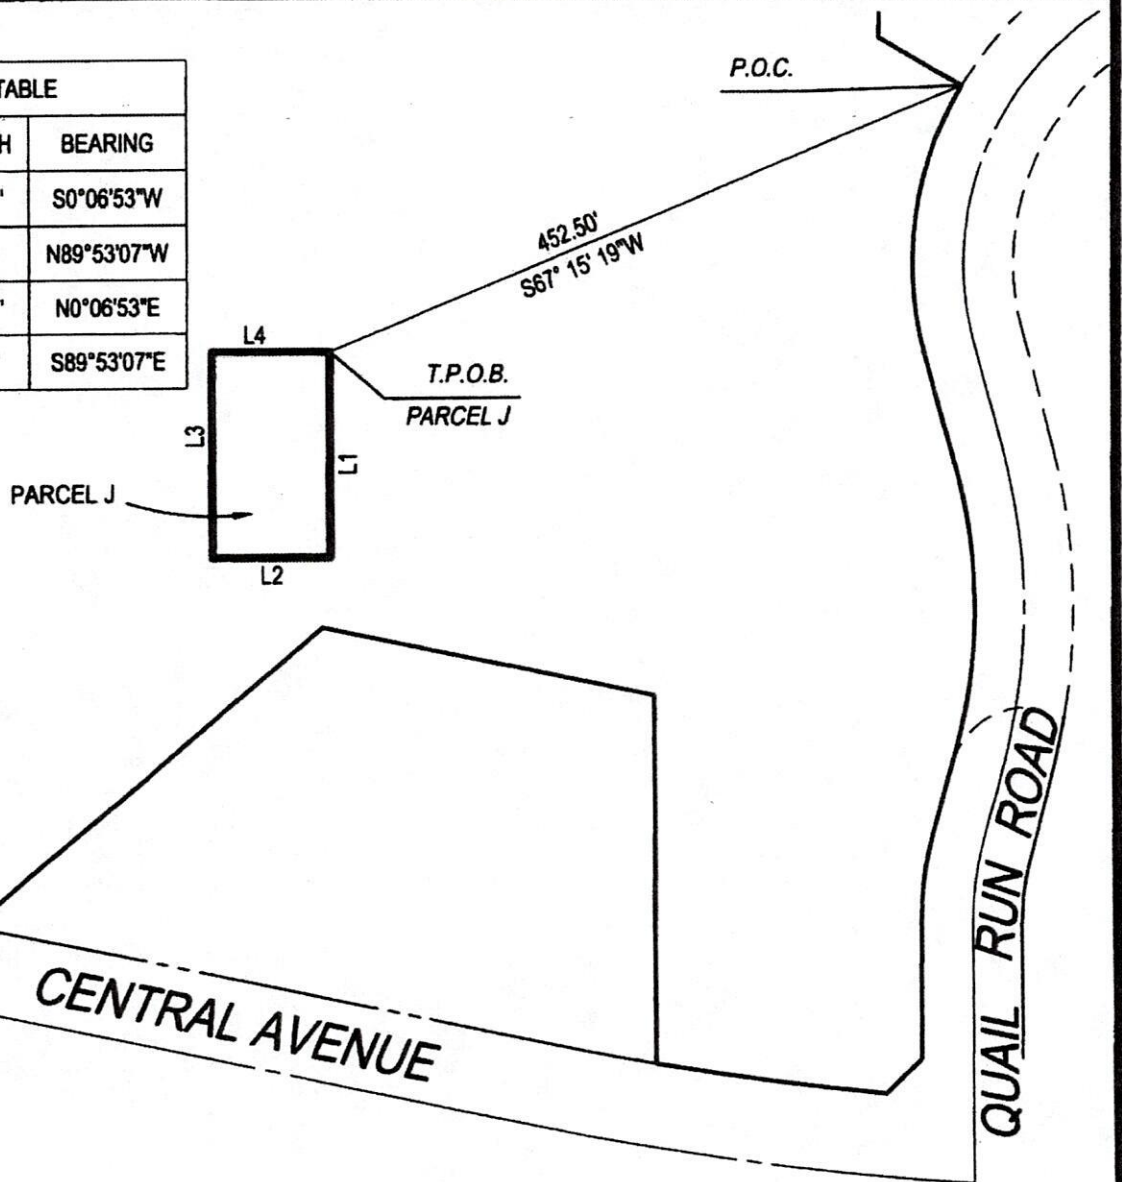 TABLE
H BEARING
' S0°06'53"W
N89°53'07"W
' N0°06'53"E
S89°53'07"E
P.O.C.
452.50'
S67° 15' 19"W
L4
T.P.O.B.
PARCEL J
L3
L1
PARCEL J
L2
QUAIL RUN ROAD
CENTRAL AVENUE